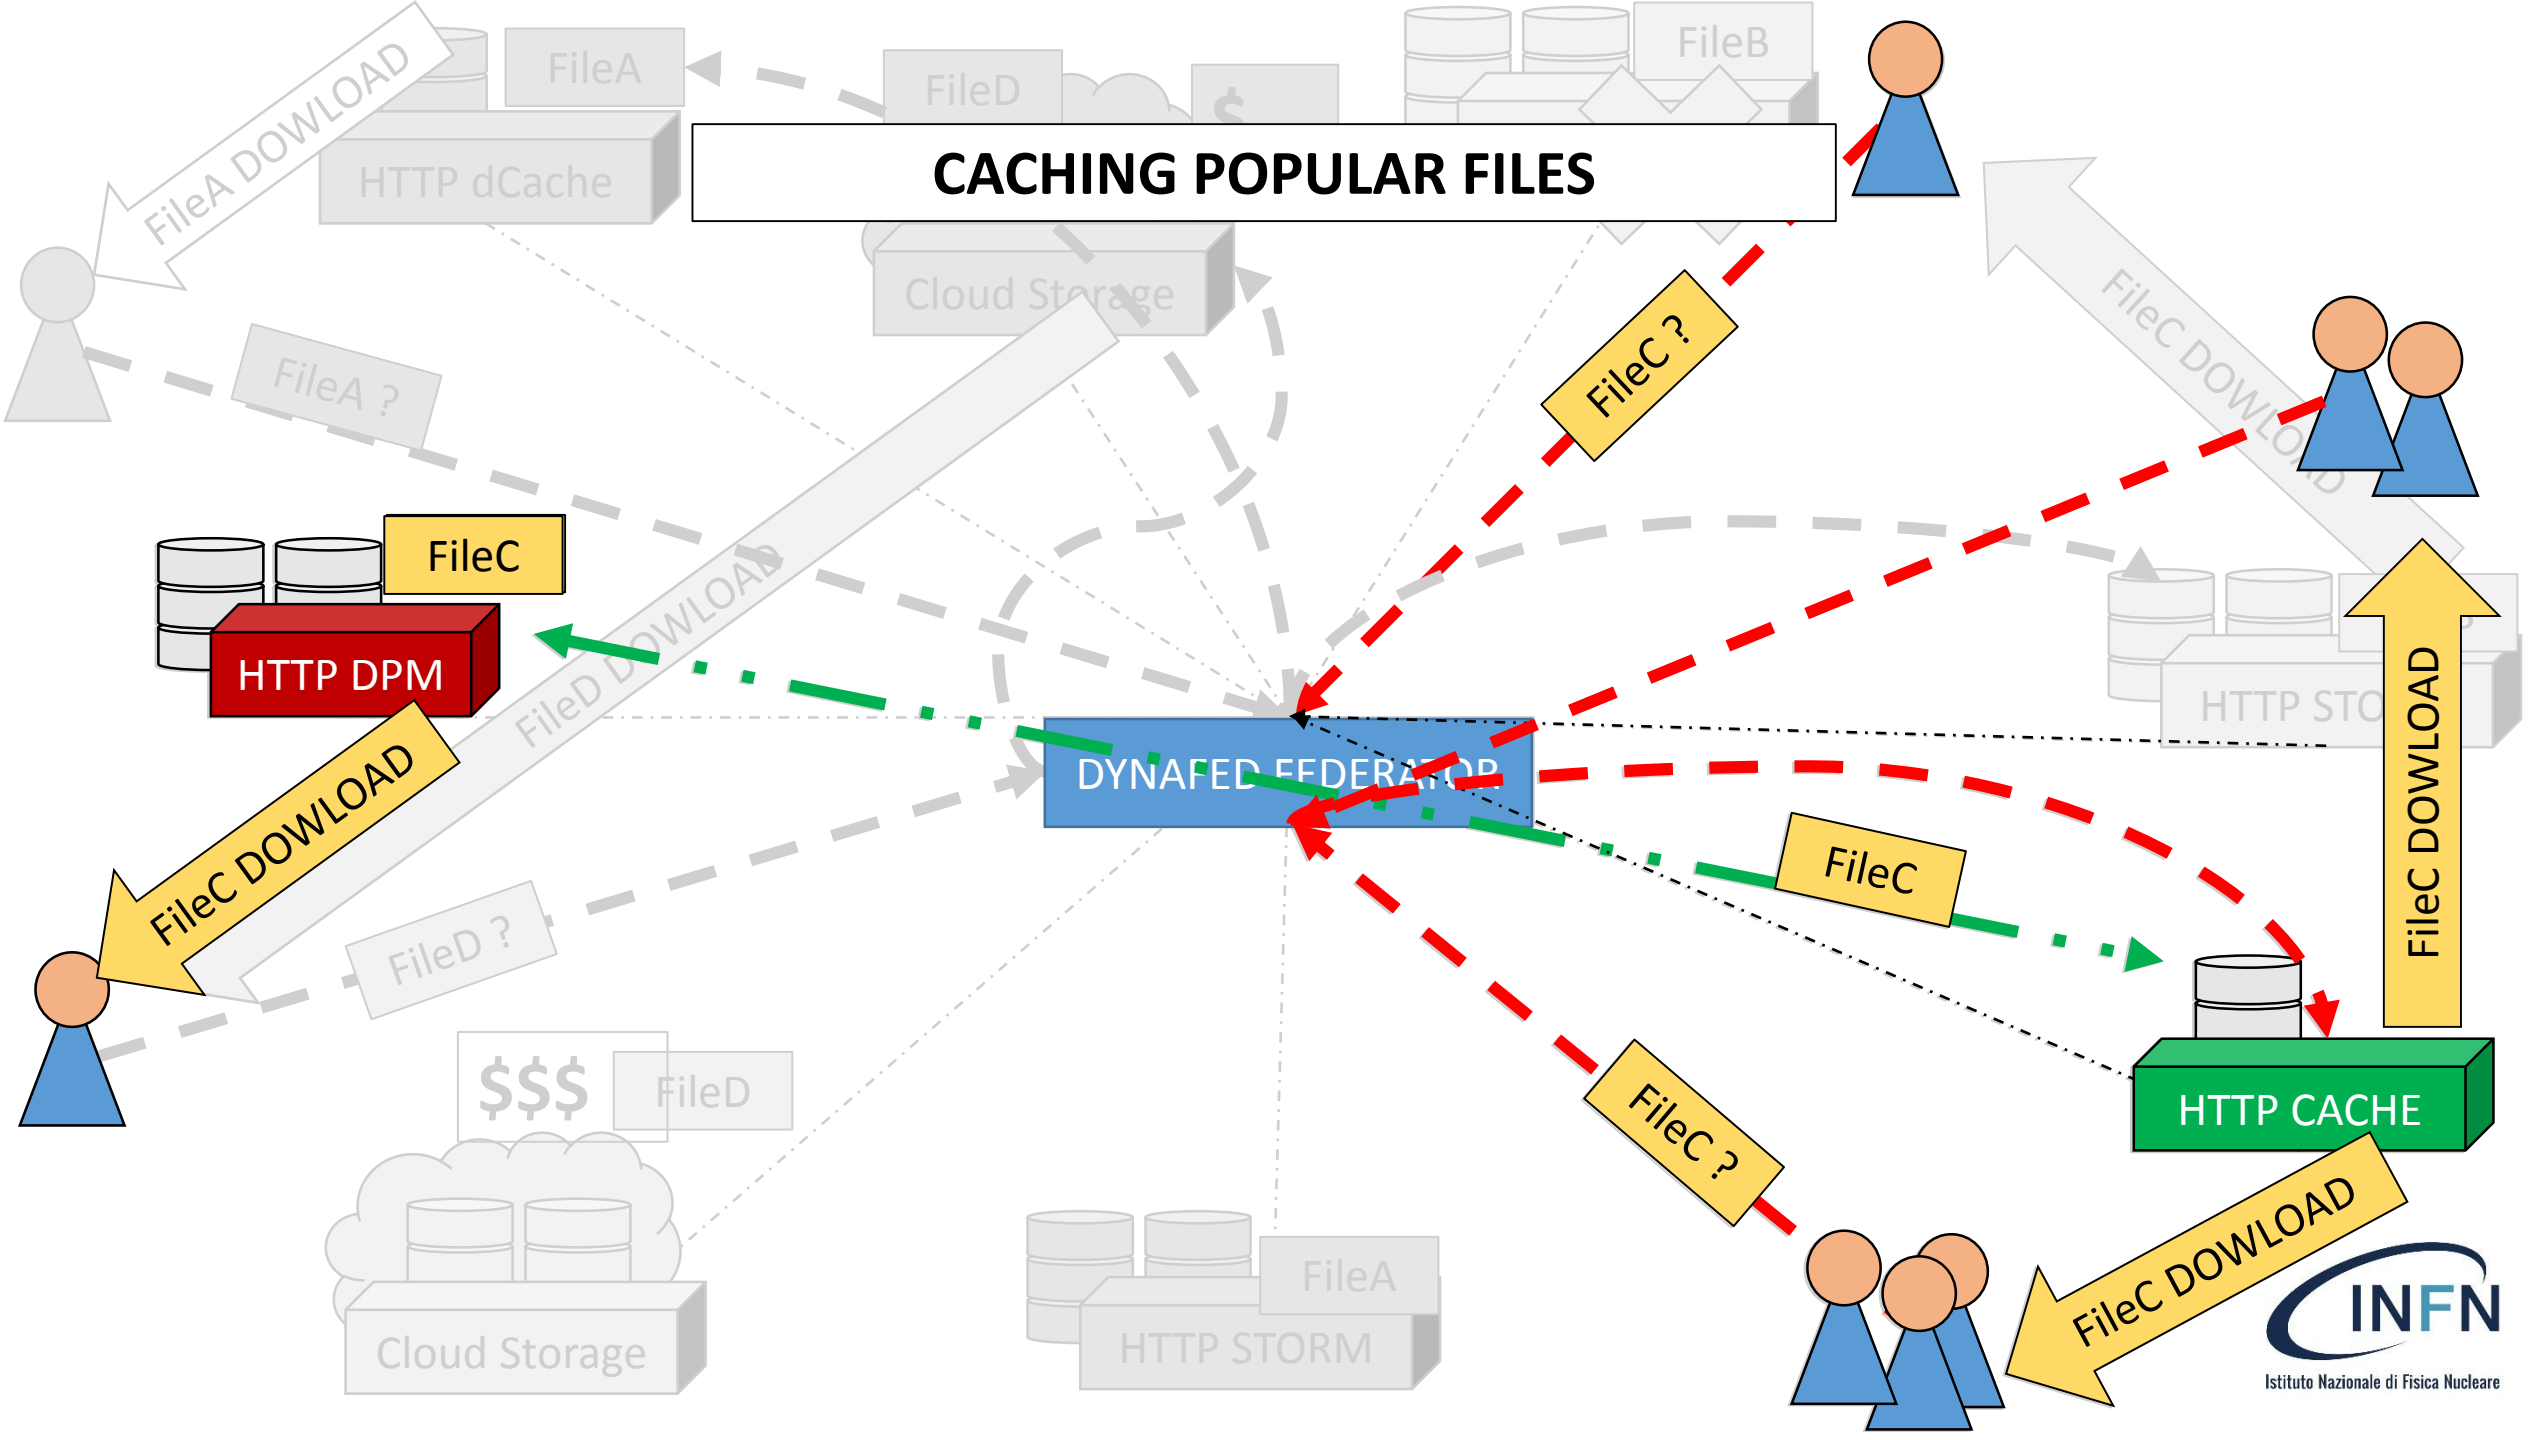 FileA DOWLOAD
FileA
HTTP dCache
FileD
$
FileB
CACHING POPULAR FILES
Cloud Storage
FileC ?
FileC DOWLOAD
FileA ?
FileC
HTTP DPM
FileD DOWLOAD
HTTP STO
DYNAFED FEDERATOR
FileC DOWLOAD
FileC DOWLOAD
FileC
FileD ?
$$$
FileD
FileC ?
HTTP CACHE
Cloud Storage
FileA
HTTP STORM
FileC DOWLOAD
INFN
Istituto Nazionale di Fisica Nucleare